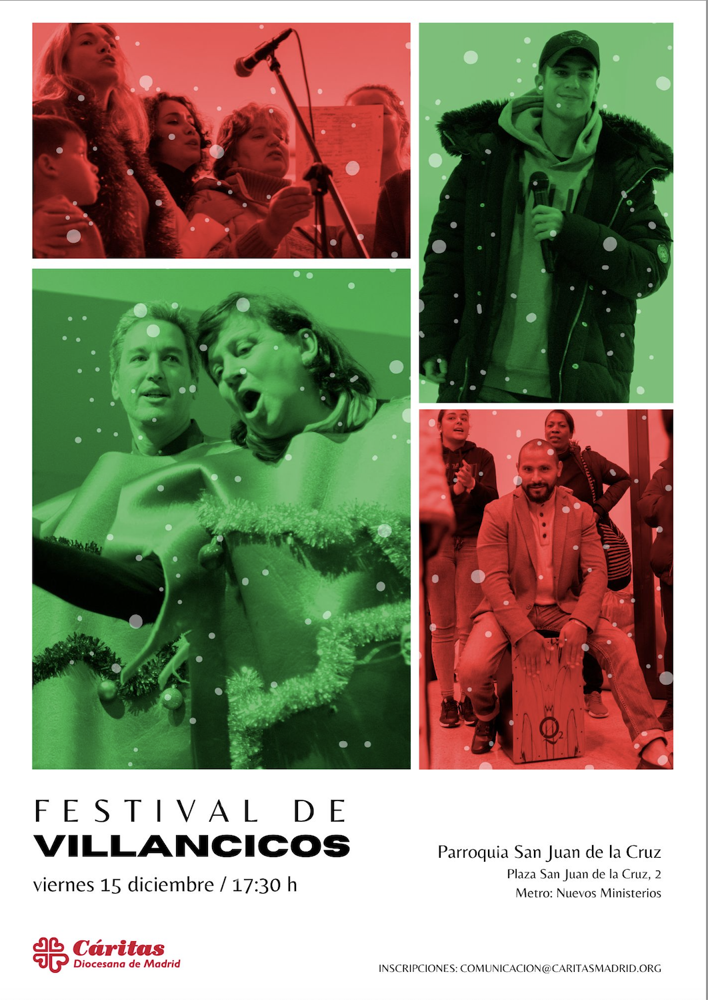 FESTIVAL DE
VILLANCICOS
viernes 15 diciembre / 17:30 h
Parroquia San Juan de la Cruz
Plaza San Juan de la Cruz, 2
Metro: Nuevos Ministerios
Cáritas
Diocesana de Madrid
INSCRIPCIONES: COMUNICACION@CARITASMADRID.ORG
Q2